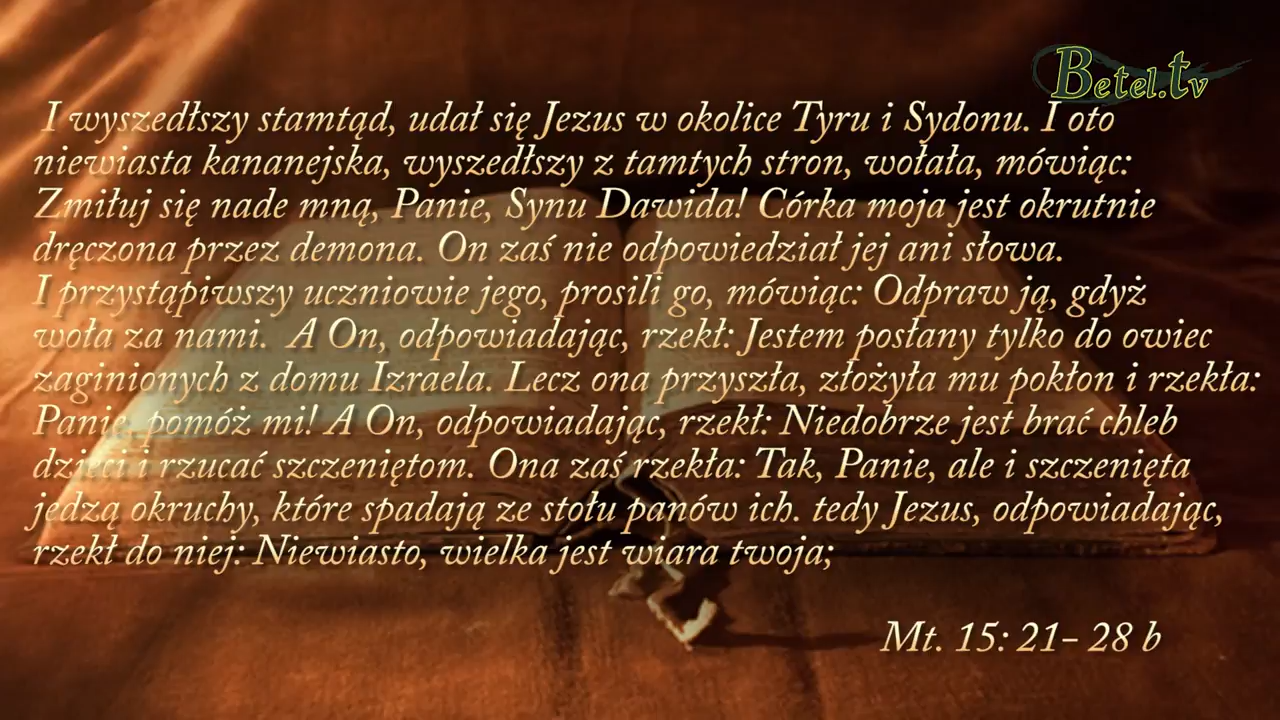 Betel.tv
I wyszedłszy stamtąd, udał się Jezus w okolice Tyru i Sydonu. I oto
niewiasta kananejska, wyszedłszy z tamtych stron, wołała, mówiąc:
Zmiłuj się nade mną, Panie, Synu Dawida! Córka moja jest okrutnie
dręczona przez demona. On zaś nie odpowiedział jej ani słowa.
I przystąpiwszy uczniowie jego, prosili go, mówiąc: Odpraw ją, gdyż
woła za nami. A On, odpowiadając, rzekł: Jestem posłany tylko do owiec
zaginionych z domu Izraela. Lecz ona przyszła, złożyła mu pokłon i rzekła:
Panie, pomóż mi! A On, odpowiadając, rzekł: Niedobrze jest brać chleb
dzieci i rzucać szczeniętom. Ona zaś rzekła: Tak, Panie, ale i szczenięta
jedzą okruchy, które spadają ze stołu panów ich. tedy Jezus, odpowiadając,
rzekł do niej: Niewiasto, wielka jest wiara twoja;
Mt. 15: 21- 28 b